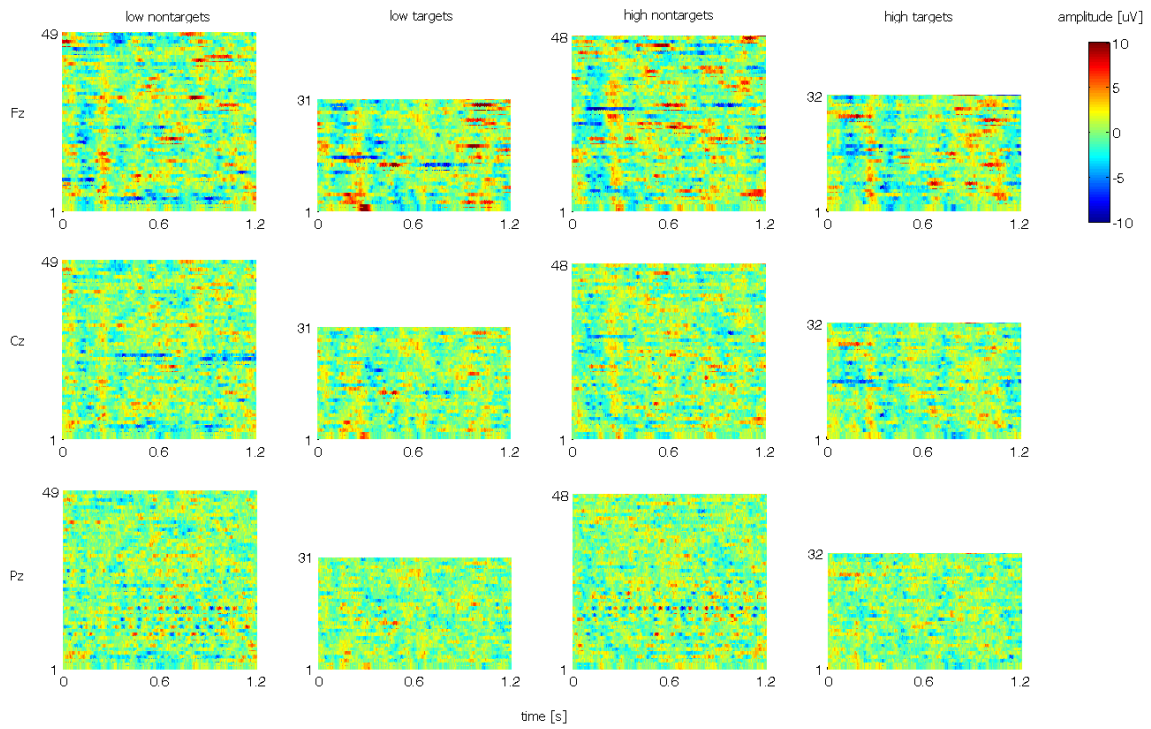 low nontargets low targets high nontargets high targets amplitude [uV]
49 48 10
31 32 5
Fz 0
-5
1 1 1 1 -10
0 0.6 1.2 0 0.6 1.2 0 0.6 1.2 0 0.6 1.2
49 48
31 32
Cz
1 1 1 1
0 0.6 1.2 0 0.6 1.2 0 0.6 1.2 0 0.6 1.2
49 48
31 32
Pz
1 1 1 1
0 0.6 1.2 0 0.6 1.2 0 0.6 1.2 0 0.6 1.2
time [s]